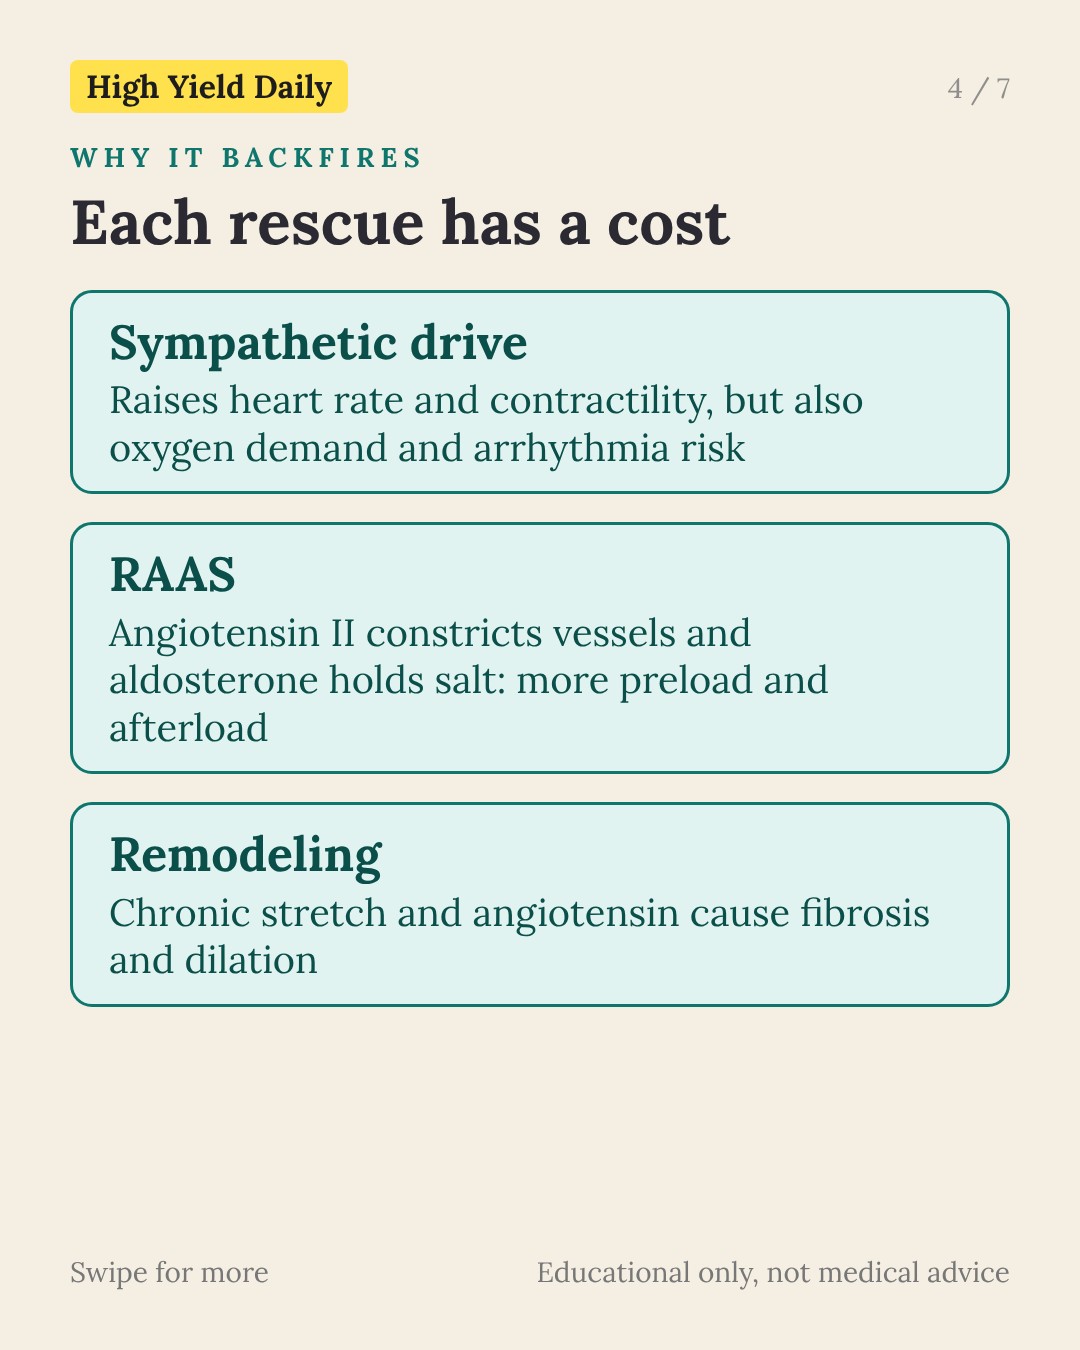 High Yield Daily
4 / 7
WHY IT BACKFIRES
Each rescue has a cost
Sympathetic drive
Raises heart rate and contractility, but also
oxygen demand and arrhythmia risk
RAAS
Angiotensin II constricts vessels and
aldosterone holds salt: more preload and
afterload
Remodeling
Chronic stretch and angiotensin cause fibrosis
and dilation
Swipe for more
Educational only, not medical advice